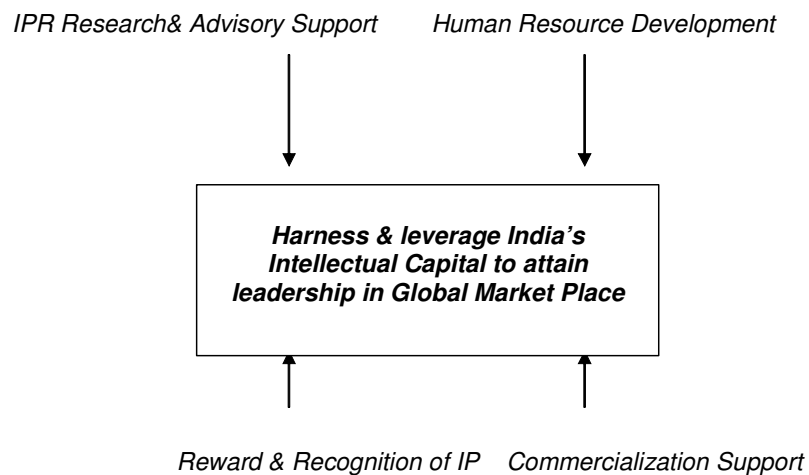 IPR Research& Advisory Support
Human Resource Development
Harness & leverage India's
Intellectual Capital to attain
leadership in Global Market Place
Reward & Recognition of IP
Commercialization Support